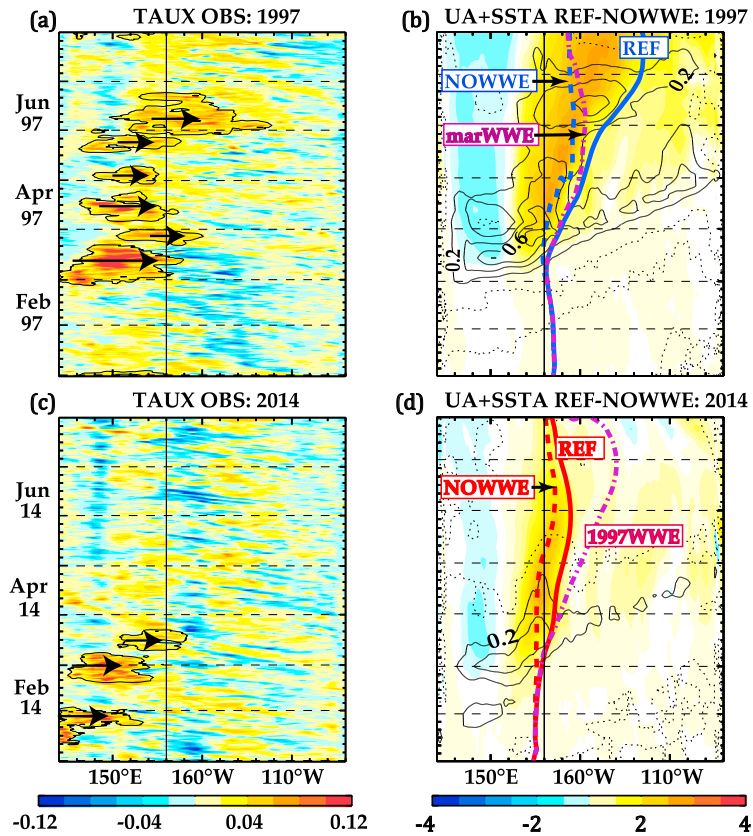 (a) TAUX OBS: 1997
Jun
97
Apr
97
Feb
97
(b) UA+SSTA REF-NOWWE: 1997
REF
NOWWE
0.2
marWWE
0.6
0.2
(c) TAUX OBS: 2014
Jun
14
Apr
14
Feb
14
150°E 160°W 110°W
-0.12 -0.04 0.04 0.12
(d) UA+SSTA REF-NOWWE: 2014
REF
NOWWE
1997WWE
0.2
150°E 160°W 110°W
-4 -2 2 4